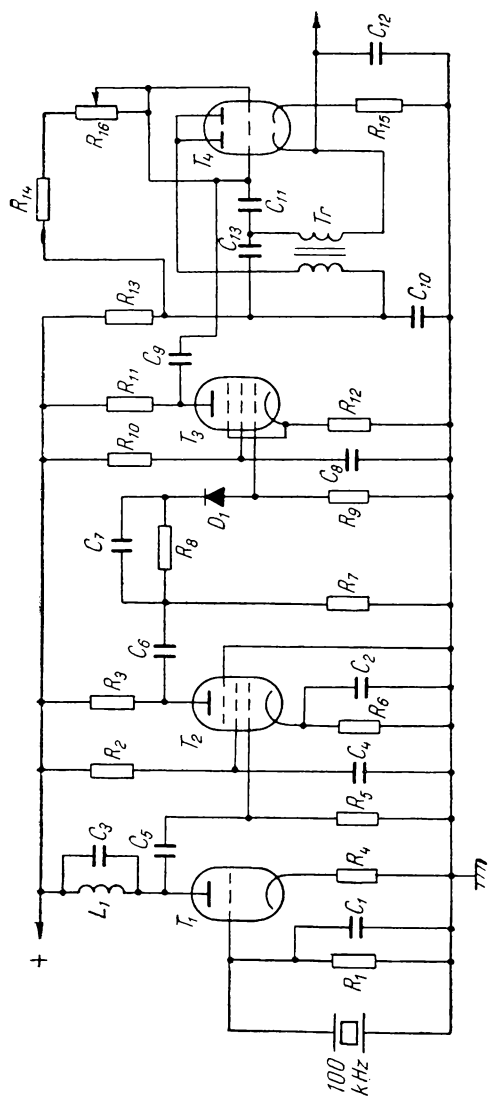 +
L1
C3
C5
T1
100
kHz
R1
C1
R4
R5
R2
R3
T2
C4
R6
C2
C6
C7
R8
R7
D1
R9
R10
R11
C8
T3
R12
C9
R13
R14
R16
C10
C13
C11
Tr
T4
R15
C12